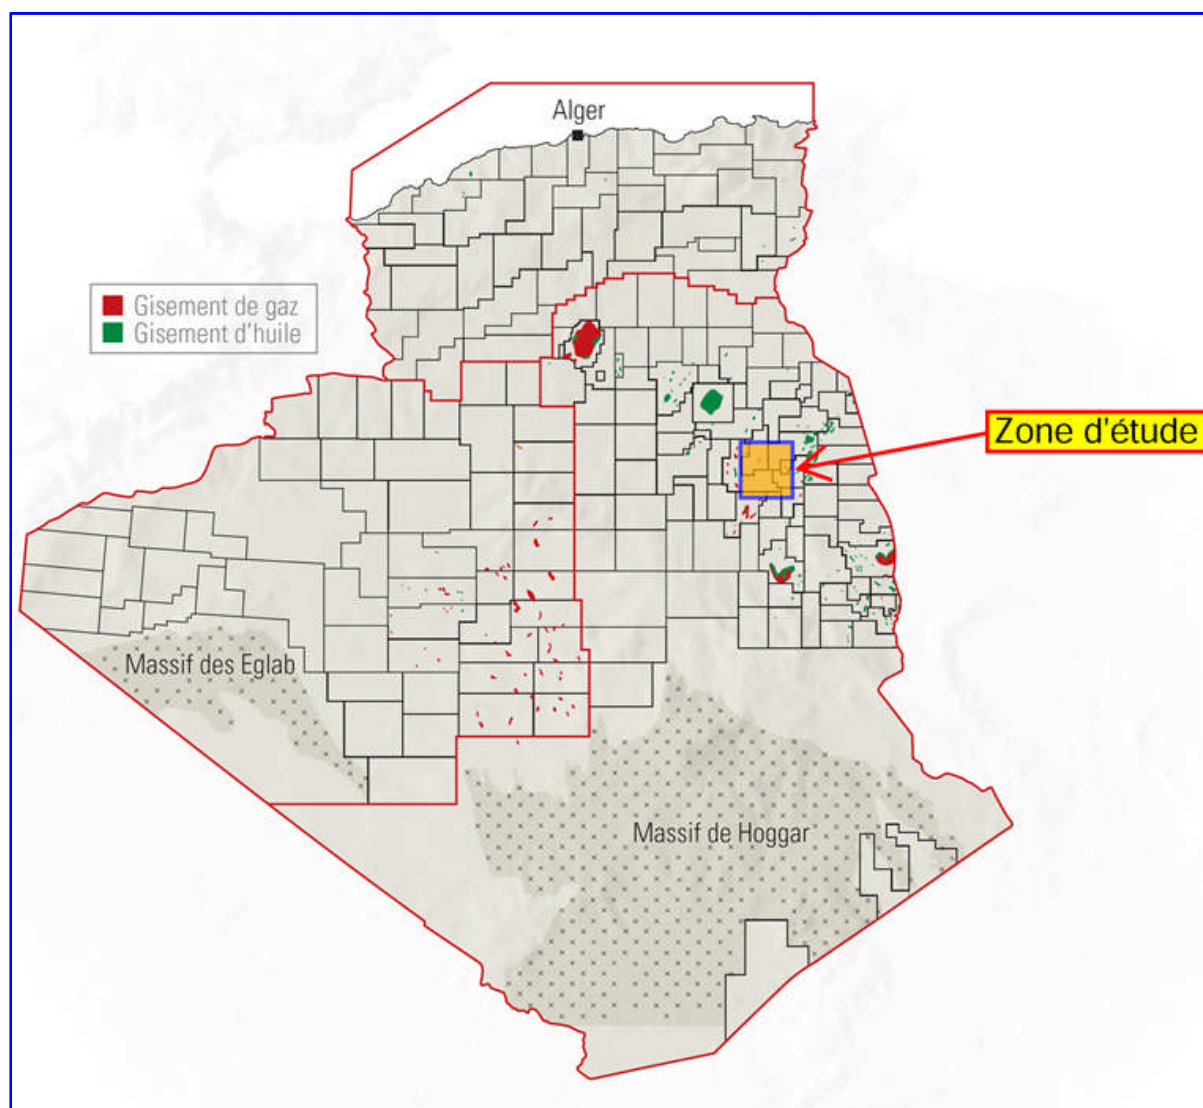 Alger
Gisement de gaz
Gisement d'huile
Zone d'étude
Massif des Eglab
Massif de Hoggar